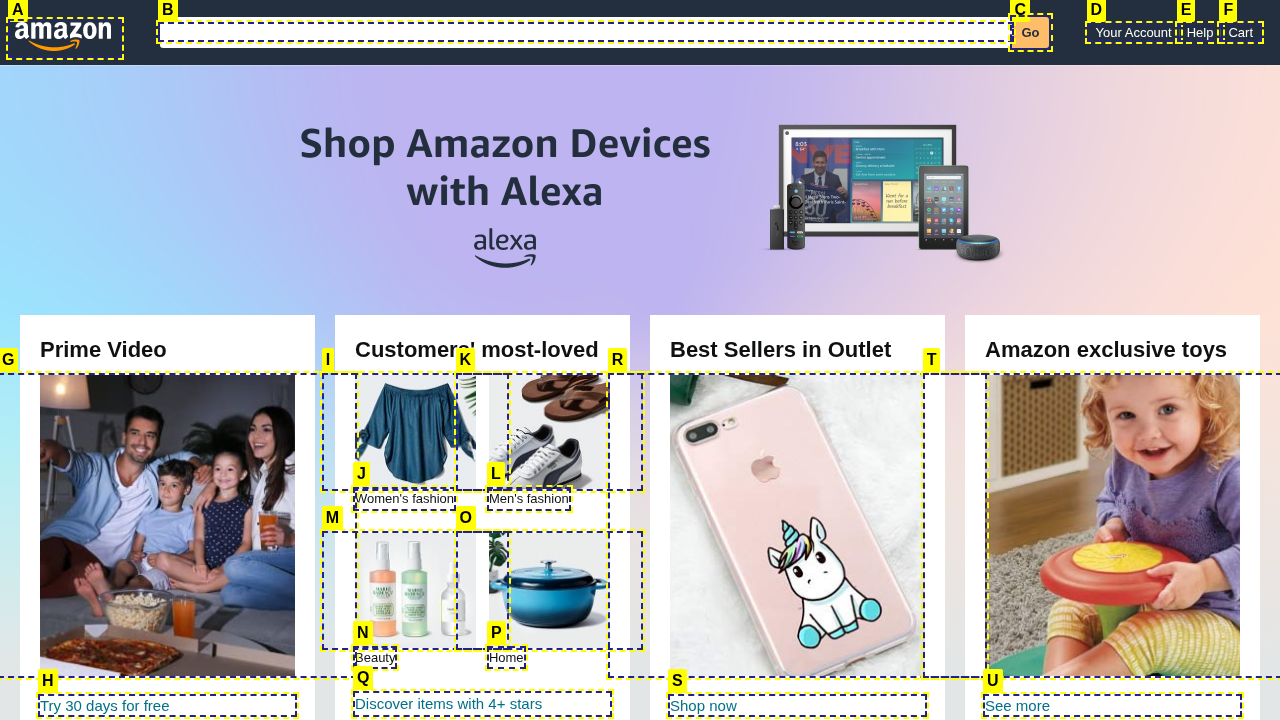 A
B
C
D
E
F
amazon
Go
Your Account
Help
Cart
Shop Amazon Devices
with Alexa
alexa
8:03
G
Prime Video
I
Customers' most-loved
K
R
Best Sellers in Outlet
T
Amazon exclusive toys
J
L
Women's fashion
Men's fashion
M
O
N
P
Beauty
Home
H
Q
S
U
Try 30 days for free
Discover items with 4+ stars
Shop now
See more